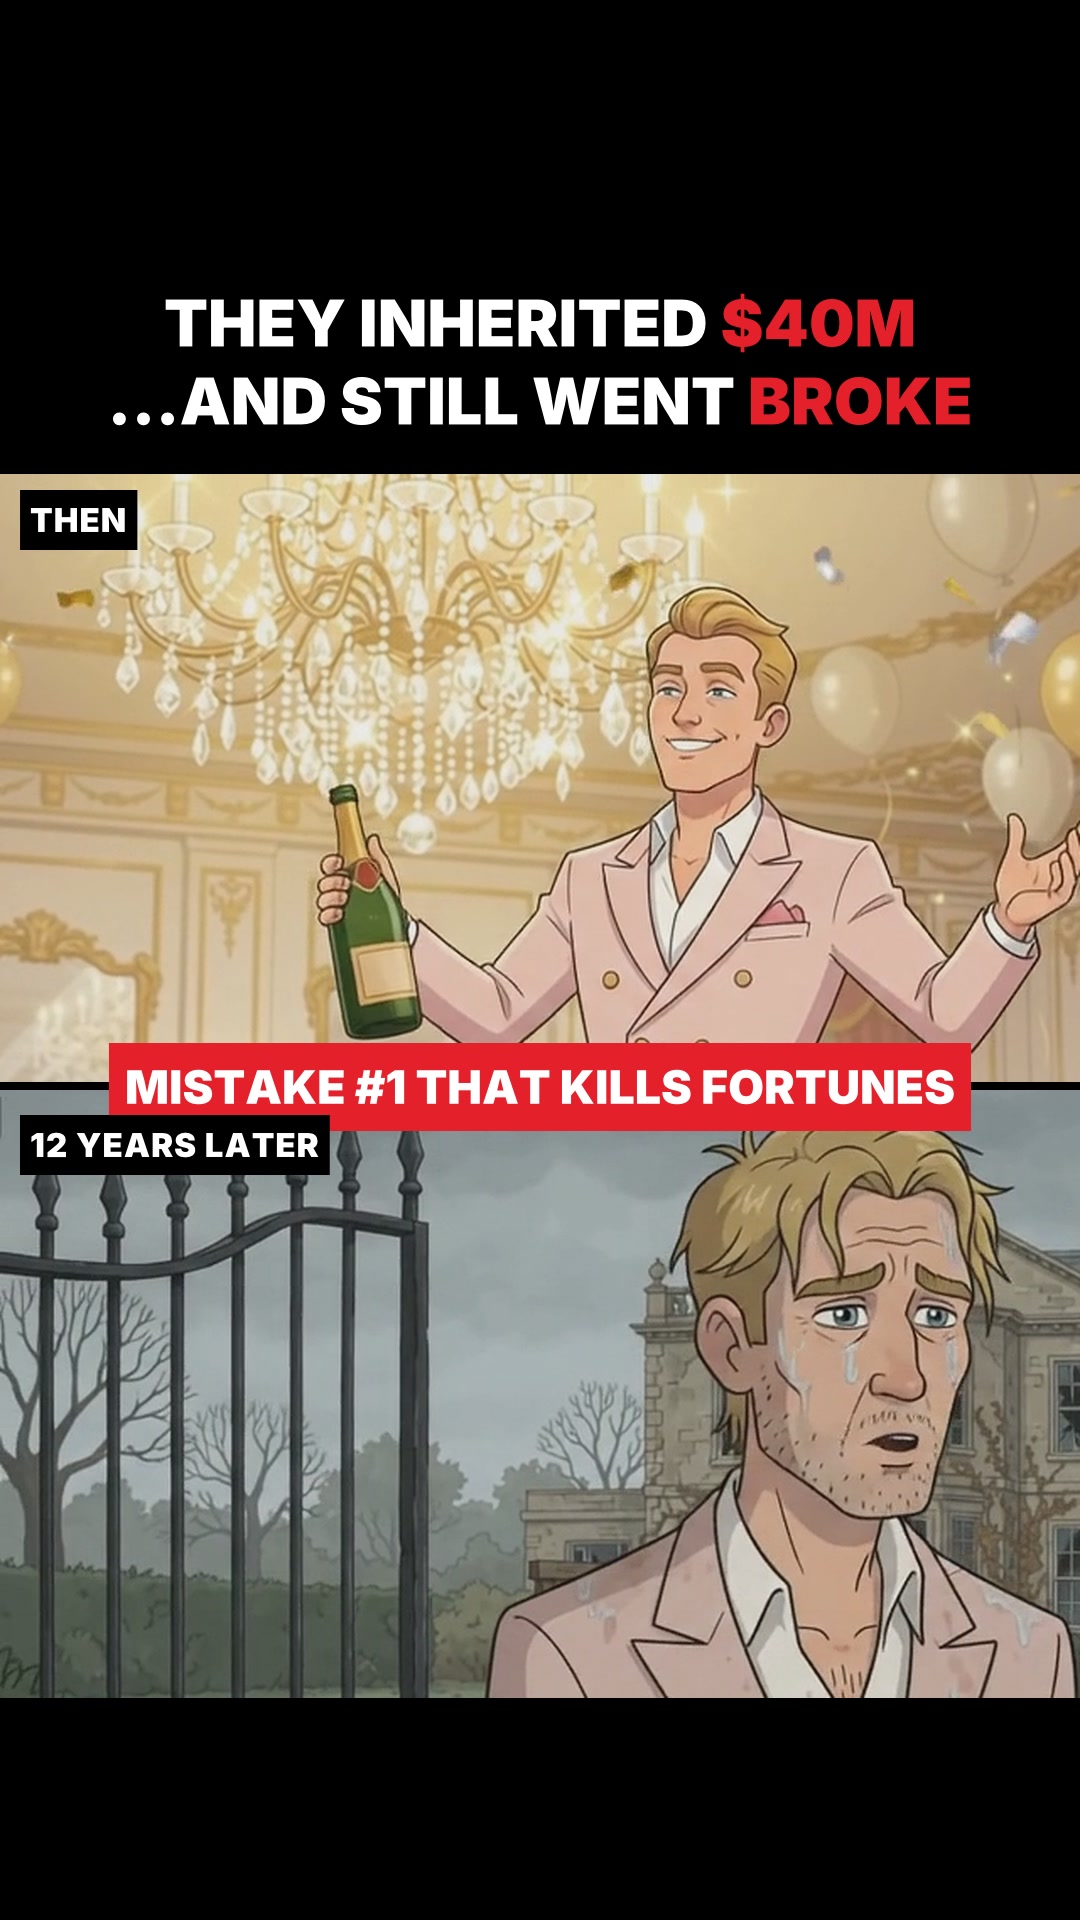 THEY INHERITED $40M
...AND STILL WENT BROKE
THEN
MISTAKE #1 THAT KILLS FORTUNES
12 YEARS LATER